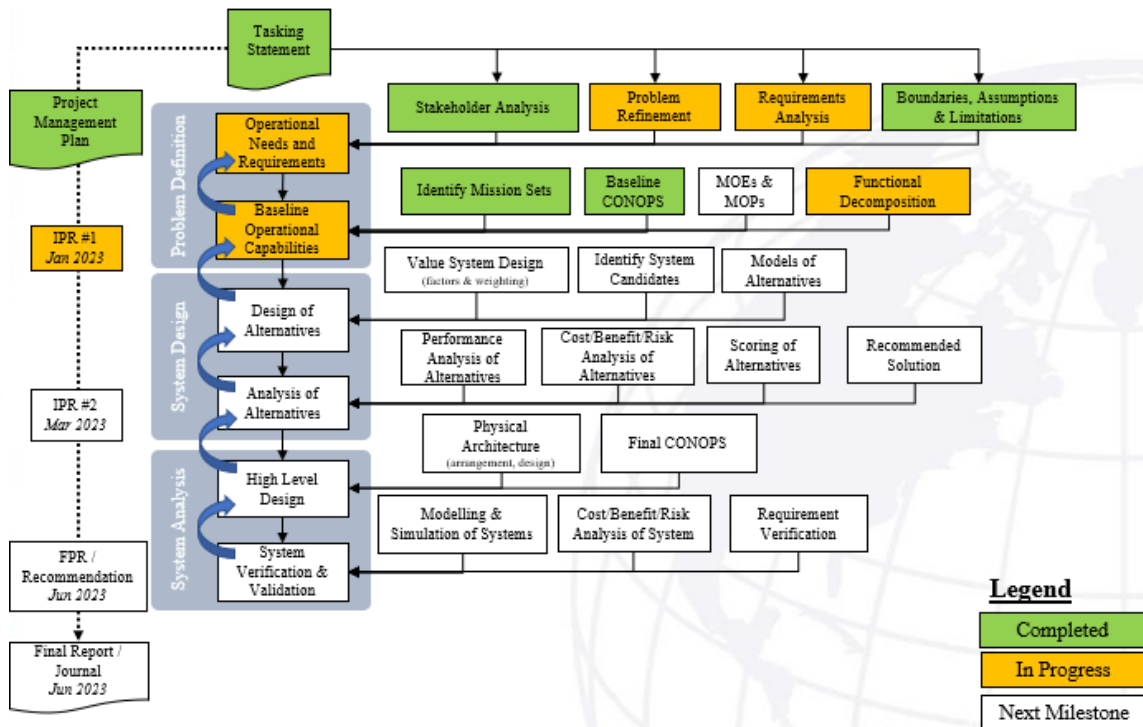 Tasking
Statement
Project
Management
Plan
Stakeholder Analysis
Problem
Refinement
Requirements
Analysis
Boundaries, Assumptions
& Limitations
Problem Definition
Operational
Needs and
Requirements
Identify Mission Sets
Baseline
CONOPS
MOEs &
MOPs
Functional
Decomposition
Baseline
Operational
Capabilities
IPR #1
Jan 2023
Value System Design
(factors & weighting)
Identify System
Candidates
Models of
Alternatives
System Design
Design of
Alternatives
Performance
Analysis of
Alternatives
Cost/Benefit/Risk
Analysis of
Alternatives
Scoring of
Alternatives
Recommended
Solution
Analysis of
Alternatives
IPR #2
Mar 2023
Physical
Architecture
(arrangement, design)
Final CONOPS
System Analysis
High Level
Design
Modelling &
Simulation of Systems
Cost/Benefit/Risk
Analysis of System
Requirement
Verification
System
Verification &
Validation
FPR /
Recommendation
Jun 2023
Final Report /
Journal
Jun 2023
Legend
Completed
In Progress
Next Milestone